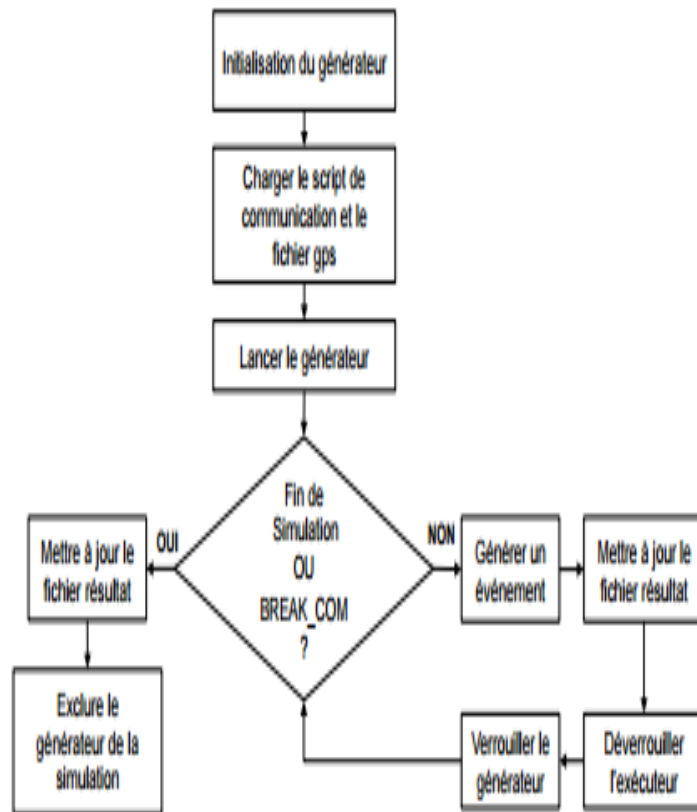 Initialisation du générateur
Charger le script de
communication et le
fichier gps
Lancer le générateur
Fin de
Simulation
OU
BREAK_COM
?
OUI
Mettre à jour le
fichier résultat
Exclure le
générateur de la
simulation
NON
Générer un
événement
Mettre à jour le
fichier résultat
Déverrouiller
l'exécuteur
Verrouiller le
générateur